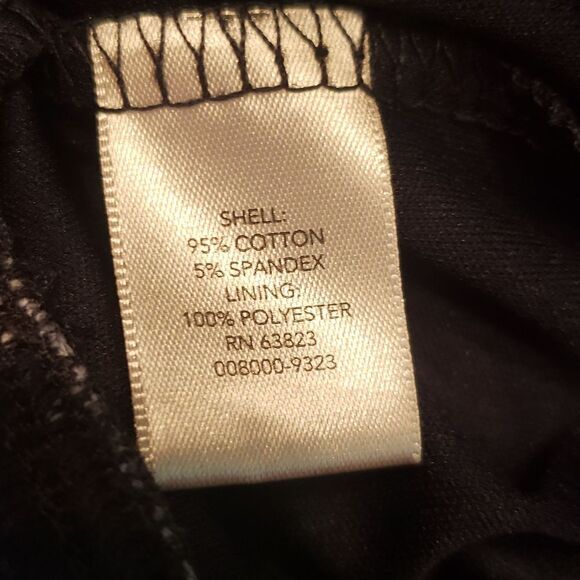 SHELL:
95% COTTON
5% SPANDEX
LINING:
100% POLYESTER
RN 63823
008000-9323